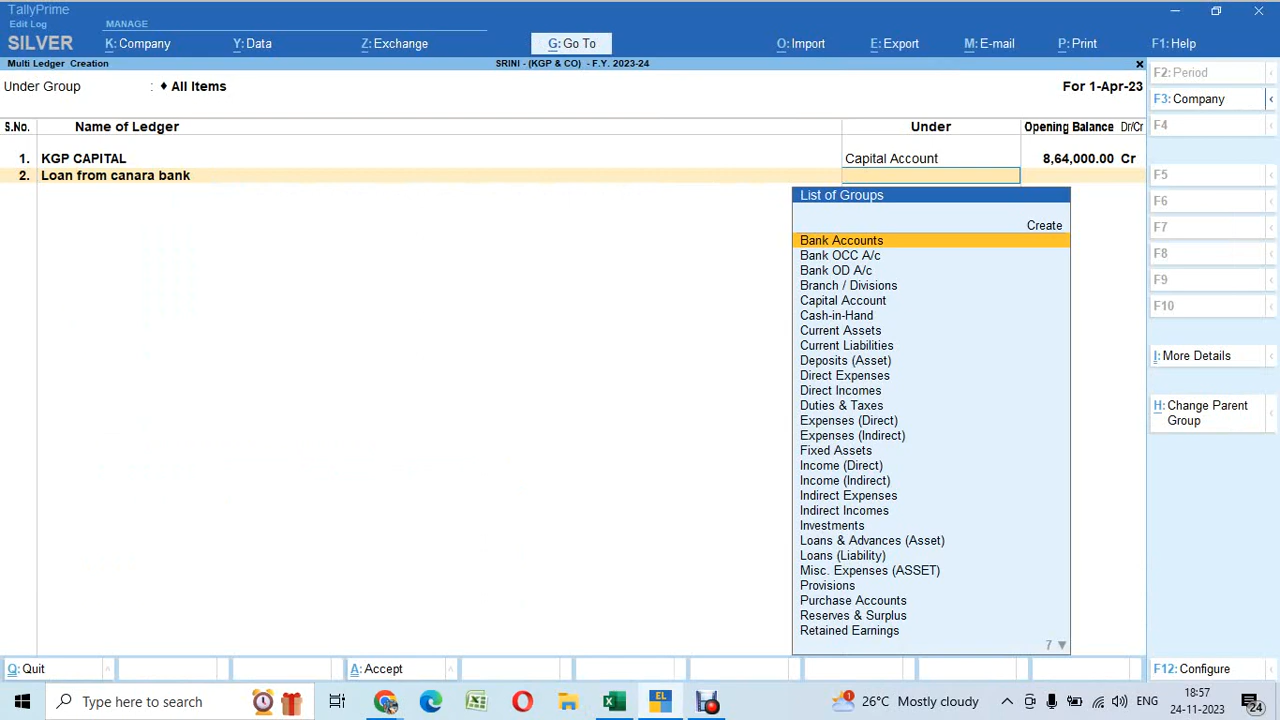 TallyPrime
Edit Log
MANAGE
SILVER
K: Company
Y: Data
Z: Exchange
G: Go To
O: Import
E: Export
M: E-mail
P: Print
F1: Help
Multi Ledger Creation
SRINI - (KGP & CO) - F.Y. 2023-24
Under Group : ♦ All Items
For 1-Apr-23
S.No. Name of Ledger Under Opening Balance Dr/Cr
1. KGP CAPITAL Capital Account 8,64,000.00 Cr
2. Loan from canara bank
List of Groups
Create
Bank Accounts
Bank OCC A/c
Bank OD A/c
Branch / Divisions
Capital Account
Cash-in-Hand
Current Assets
Current Liabilities
Deposits (Asset)
Direct Expenses
Direct Incomes
Duties & Taxes
Expenses (Direct)
Expenses (Indirect)
Fixed Assets
Income (Direct)
Income (Indirect)
Indirect Expenses
Indirect Incomes
Investments
Loans & Advances (Asset)
Loans (Liability)
Misc. Expenses (ASSET)
Provisions
Purchase Accounts
Reserves & Surplus
Retained Earnings
7 ▼
F2: Period
F3: Company
F4
F5
F6
F7
F8
F9
F10
I: More Details
H: Change Parent
Group
Q: Quit
A: Accept
F12: Configure
Type here to search
EL
1
26°C Mostly cloudy
ENG
18:57
24-11-2023
24